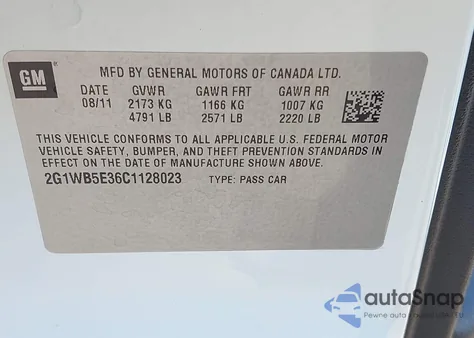 GM
MFD BY GENERAL MOTORS OF CANADA LTD.
DATE GVWR GAWR FRT GAWR RR
08/11 2173 KG 1166 KG 1007 KG
4791 LB 2571 LB 2220 LB
THIS VEHICLE CONFORMS TO ALL APPLICABLE U.S. FEDERAL MOTOR
VEHICLE SAFETY, BUMPER, AND THEFT PREVENTION STANDARDS IN
EFFECT ON THE DATE OF MANUFACTURE SHOWN ABOVE.
2G1WB5E36C1128023 TYPE: PASS CAR
autoSnap
Pewne auto z